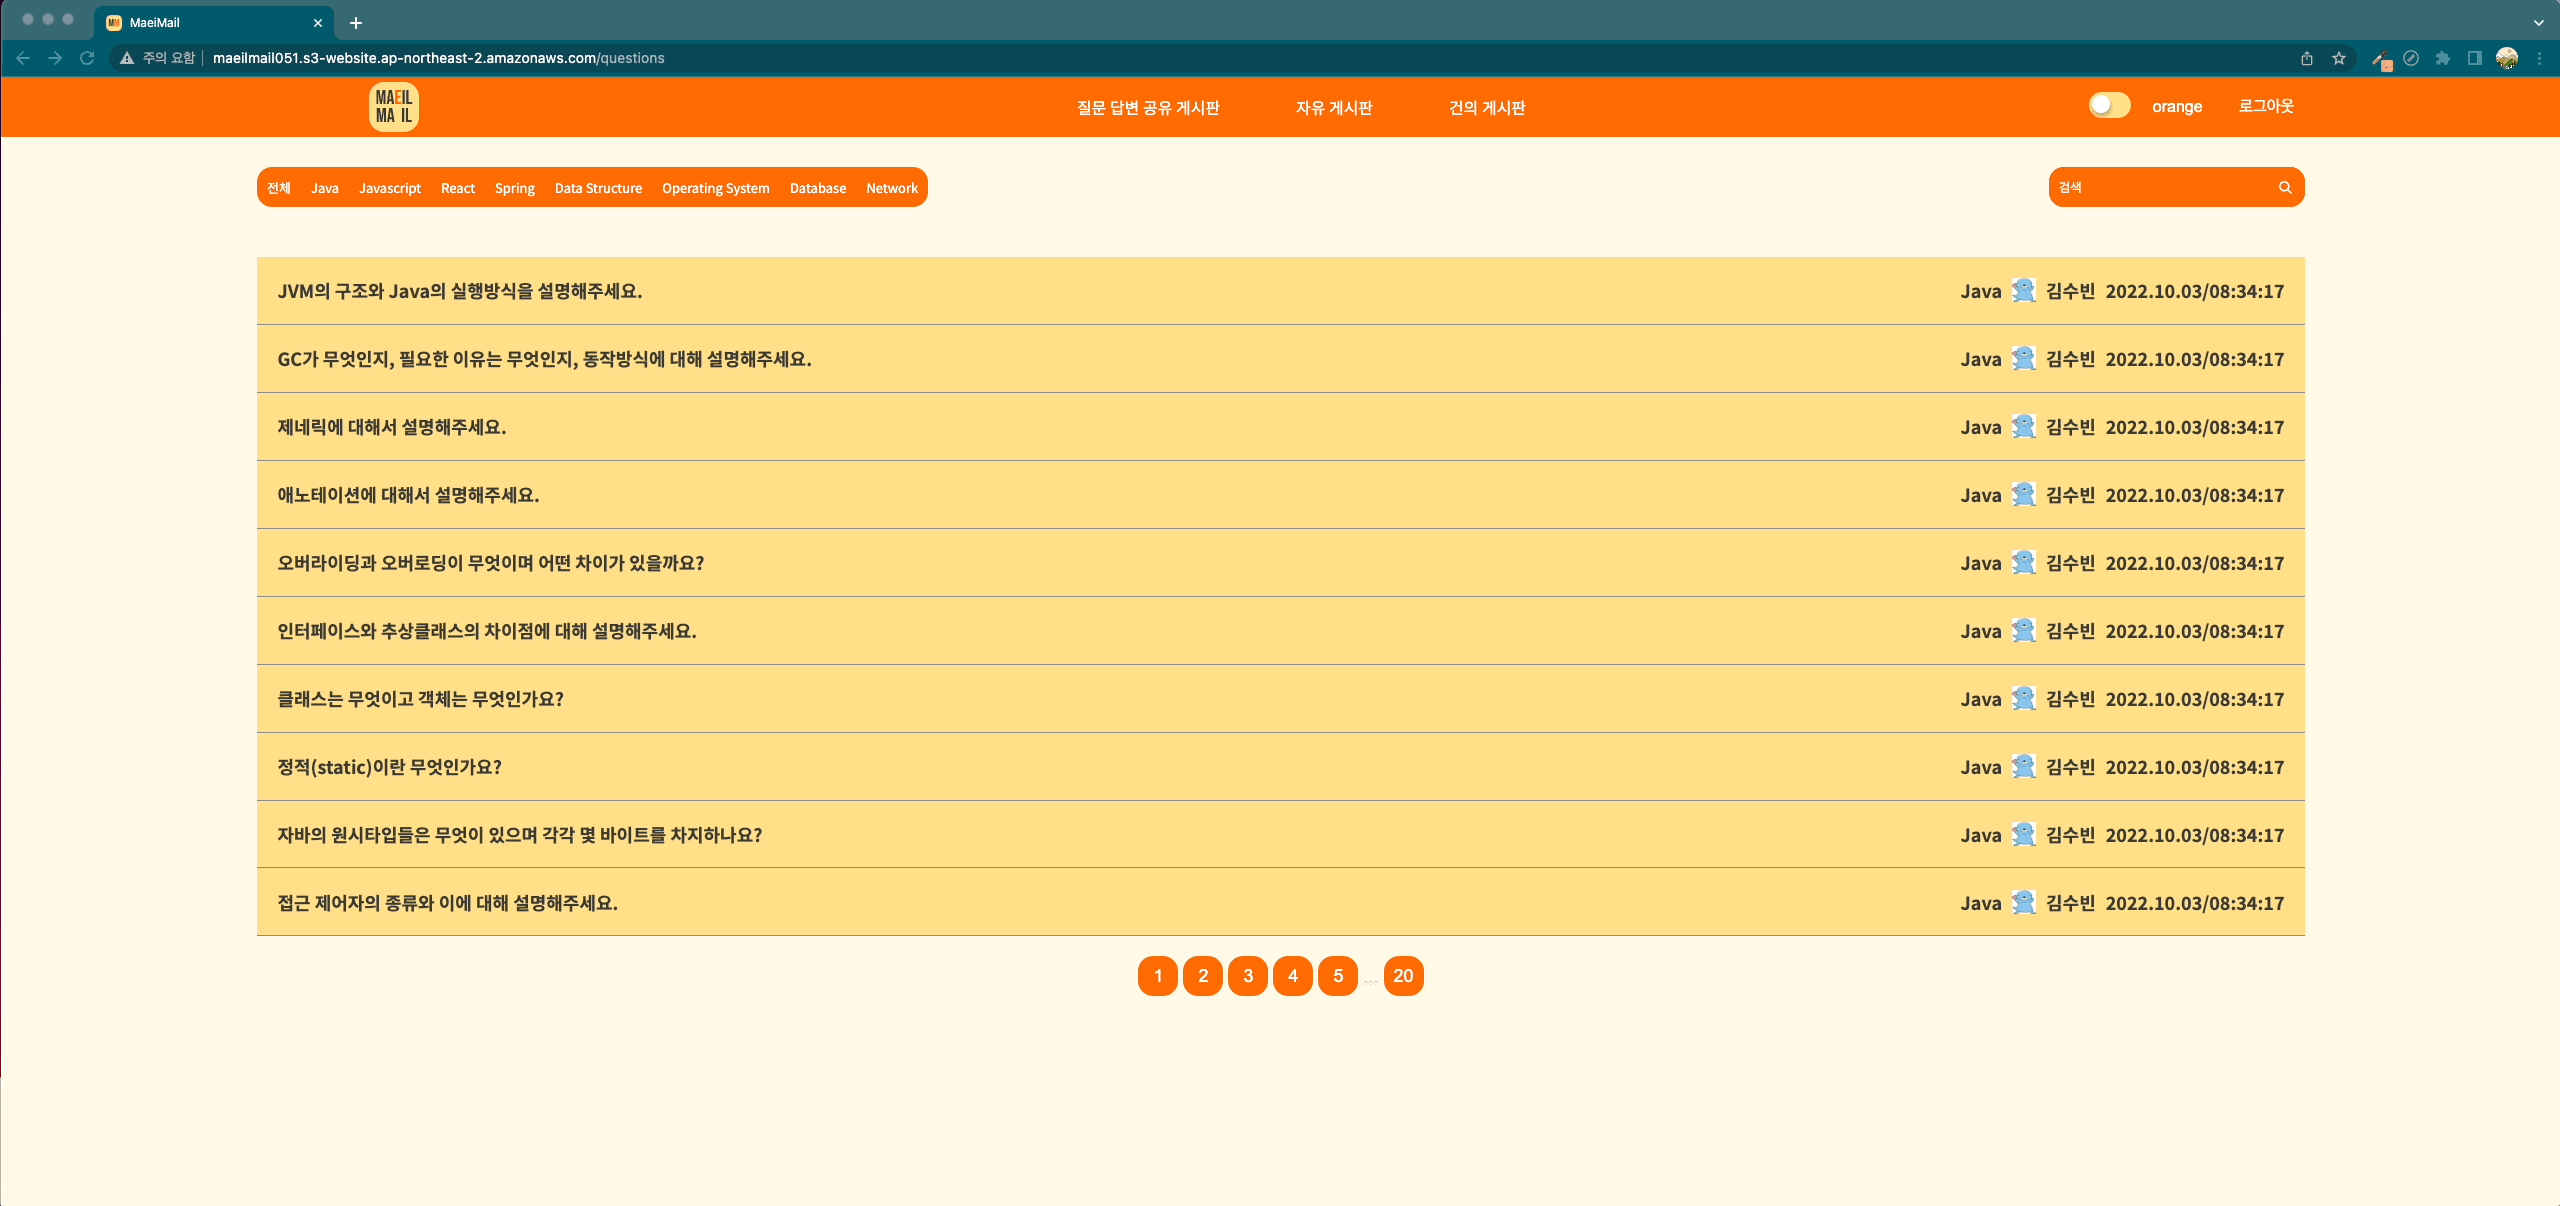 MaeiMail
주의 요함 maeilmail051.s3-website.ap-northeast-2.amazonaws.com/questions
MAEIL
MA IL
질문 답변 공유 게시판 자유 게시판 건의 게시판 orange 로그아웃
전체 Java Javascript React Spring Data Structure Operating System Database Network 검색
JVM의 구조와 Java의 실행방식을 설명해주세요. Java 김수빈 2022.10.03/08:34:17
GC가 무엇인지, 필요한 이유는 무엇인지, 동작방식에 대해 설명해주세요. Java 김수빈 2022.10.03/08:34:17
제네릭에 대해서 설명해주세요. Java 김수빈 2022.10.03/08:34:17
애노테이션에 대해서 설명해주세요. Java 김수빈 2022.10.03/08:34:17
오버라이딩과 오버로딩이 무엇이며 어떤 차이가 있을까요? Java 김수빈 2022.10.03/08:34:17
인터페이스와 추상클래스의 차이점에 대해 설명해주세요. Java 김수빈 2022.10.03/08:34:17
클래스는 무엇이고 객체는 무엇인가요? Java 김수빈 2022.10.03/08:34:17
정적(static)이란 무엇인가요? Java 김수빈 2022.10.03/08:34:17
자바의 원시타입들은 무엇이 있으며 각각 몇 바이트를 차지하나요? Java 김수빈 2022.10.03/08:34:17
접근 제어자의 종류와 이에 대해 설명해주세요. Java 김수빈 2022.10.03/08:34:17
1 2 3 4 5 ... 20